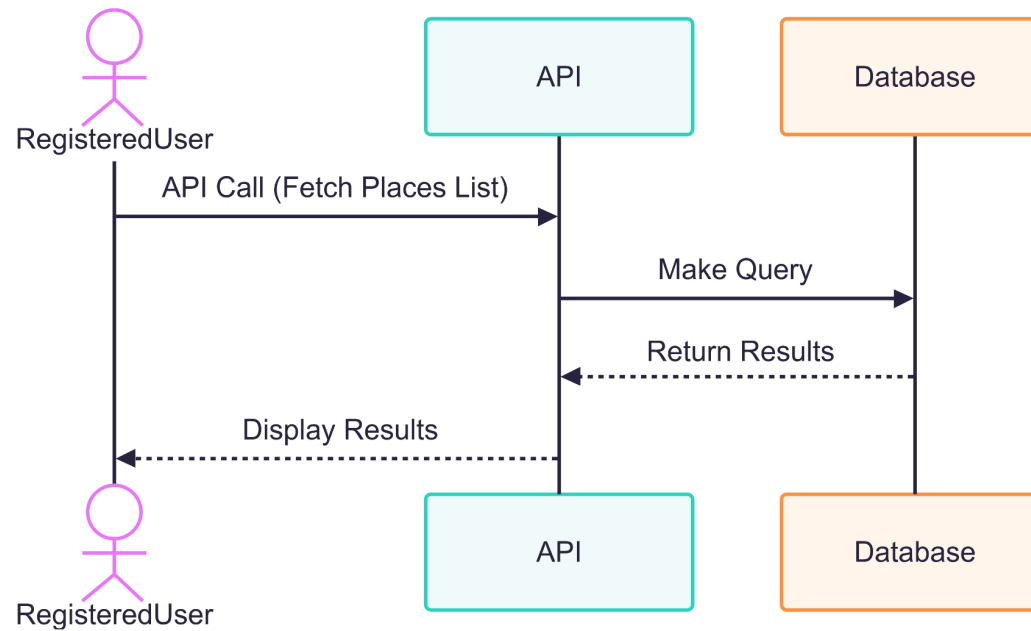 API
Database
RegisteredUser
API Call (Fetch Places List)
Make Query
Return Results
Display Results
API
Database
RegisteredUser